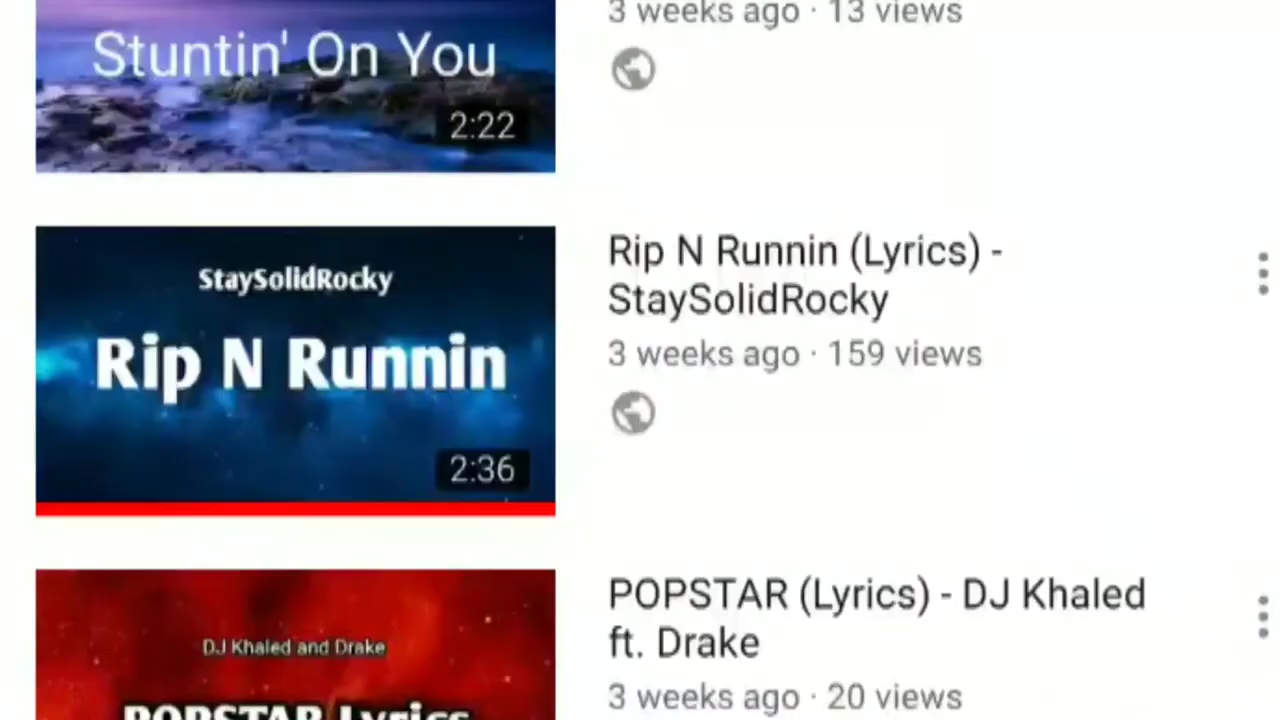 3 weeks ago · 13 views
Stuntin' On You
2:22
StaySolidRocky
Rip N Runnin
2:36
Rip N Runnin (Lyrics) -
StaySolidRocky
3 weeks ago · 159 views
DJ Khaled and Drake
POPSTAR Lyrics
POPSTAR (Lyrics) - DJ Khaled
ft. Drake
3 weeks ago · 20 views